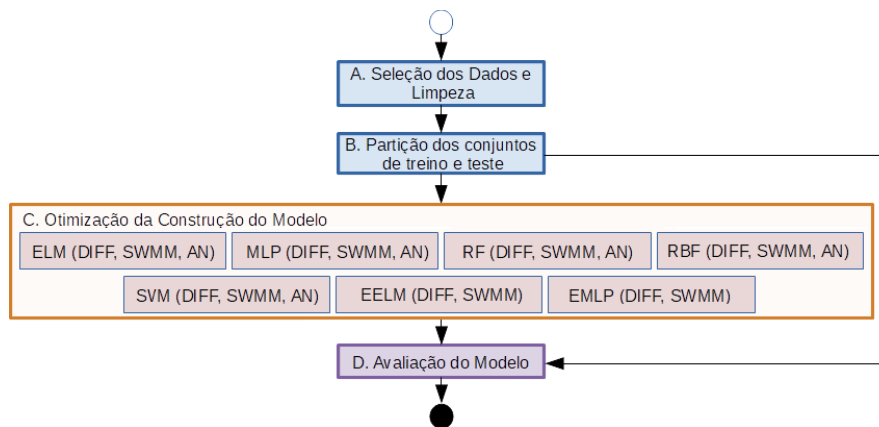 A. Seleção dos Dados e
Limpeza
B. Partição dos conjuntos
de treino e teste
C. Otimização da Construção do Modelo
ELM (DIFF, SWMM, AN)
MLP (DIFF, SWMM, AN)
RF (DIFF, SWMM, AN)
RBF (DIFF, SWMM, AN)
SVM (DIFF, SWMM, AN)
EELM (DIFF, SWMM)
EMLP (DIFF, SWMM)
D. Avaliação do Modelo